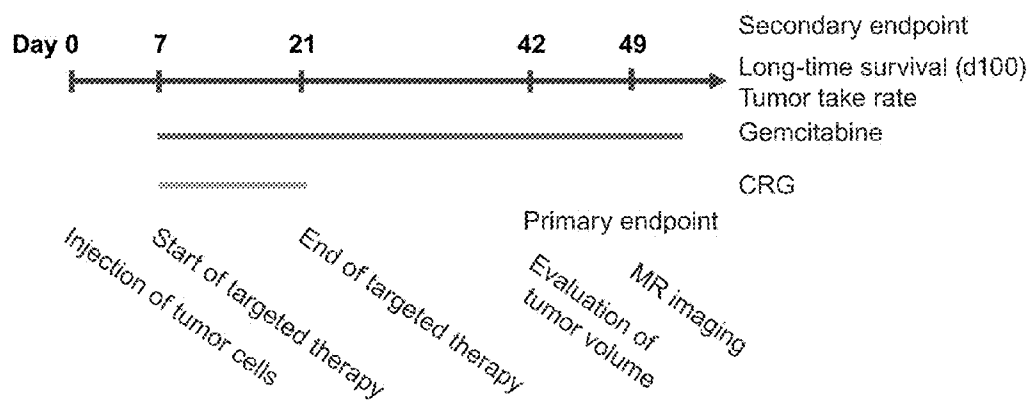 Secondary endpoint
Day 0 7 21 42 49
Long-time survival (d100)
Tumor take rate
Gemcitabine
CRG
Primary endpoint
Injection of tumor cells
Start of targeted therapy
End of targeted therapy
Evaluation of
tumor volume
MR imaging